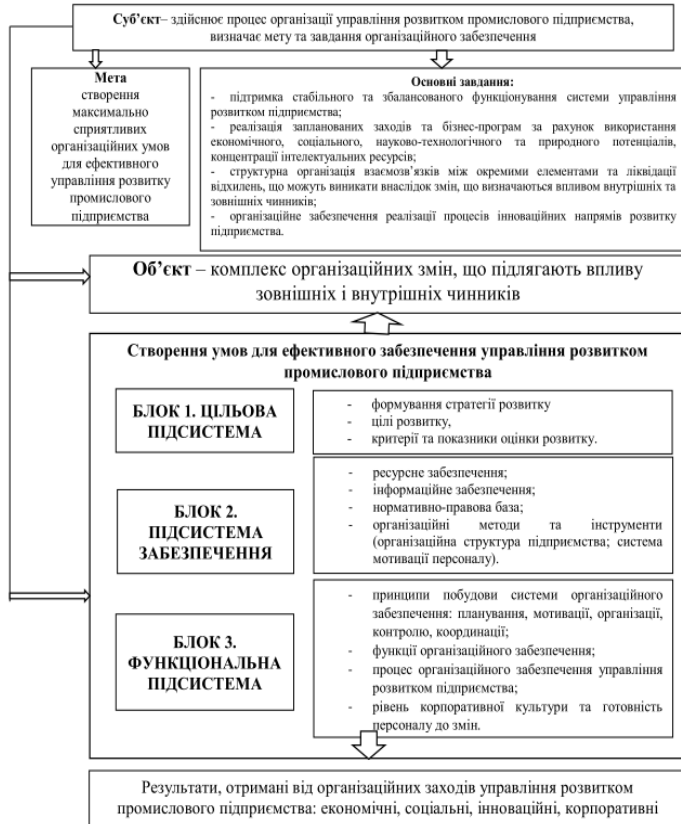 Суб’єкт– здійснює процес організації управління розвитком промислового підприємства,
визначає мету та завдання організаційного забезпечення
Мета
створення
максимально
сприятливих
організаційних умов
для ефективного
управління розвитку
промислового
підприємства
Основні завдання:
- підтримка стабільного та збалансованого функціонування системи управління
розвитком підприємства;
- реалізація запланованих заходів та бізнес-програм за рахунок використання
економічного, соціального, науково-технологічного та природного потенціалів,
концентрації інтелектуальних ресурсів;
- структурна організація взаємозв’язків між окремими елементами та ліквідації
відхилень, що можуть виникати внаслідок змін, що визначаються впливом внутрішніх та
зовнішніх чинників;
- організаційне забезпечення реалізації процесів інноваційних напрямів розвитку
підприємства.
Об’єкт – комплекс організаційних змін, що підлягають впливу
зовнішніх і внутрішніх чинників
Створення умов для ефективного забезпечення управління розвитком
промислового підприємства
БЛОК 1. ЦІЛЬОВА
ПІДСИСТЕМА
- формування стратегії розвитку
- цілі розвитку,
- критерії та показники оцінки розвитку.
БЛОК 2.
ПІДСИСТЕМА
ЗАБЕЗПЕЧЕННЯ
- ресурсне забезпечення;
- інформаційне забезпечення;
- нормативно-правова база;
- організаційні методи та інструменти
(організаційна структура підприємства; система
мотивації персоналу).
БЛОК 3.
ФУНКЦІОНАЛЬНА
ПІДСИСТЕМА
- принципи побудови системи організаційного
забезпечення: планування, мотивації, організації,
контролю, координації;
- функції організаційного забезпечення;
- процес організаційного забезпечення управління
розвитком підприємства;
- рівень корпоративної культури та готовність
персоналу до змін.
Результати, отримані від організаційних заходів управління розвитком
промислового підприємства: економічні, соціальні, інноваційні, корпоративні